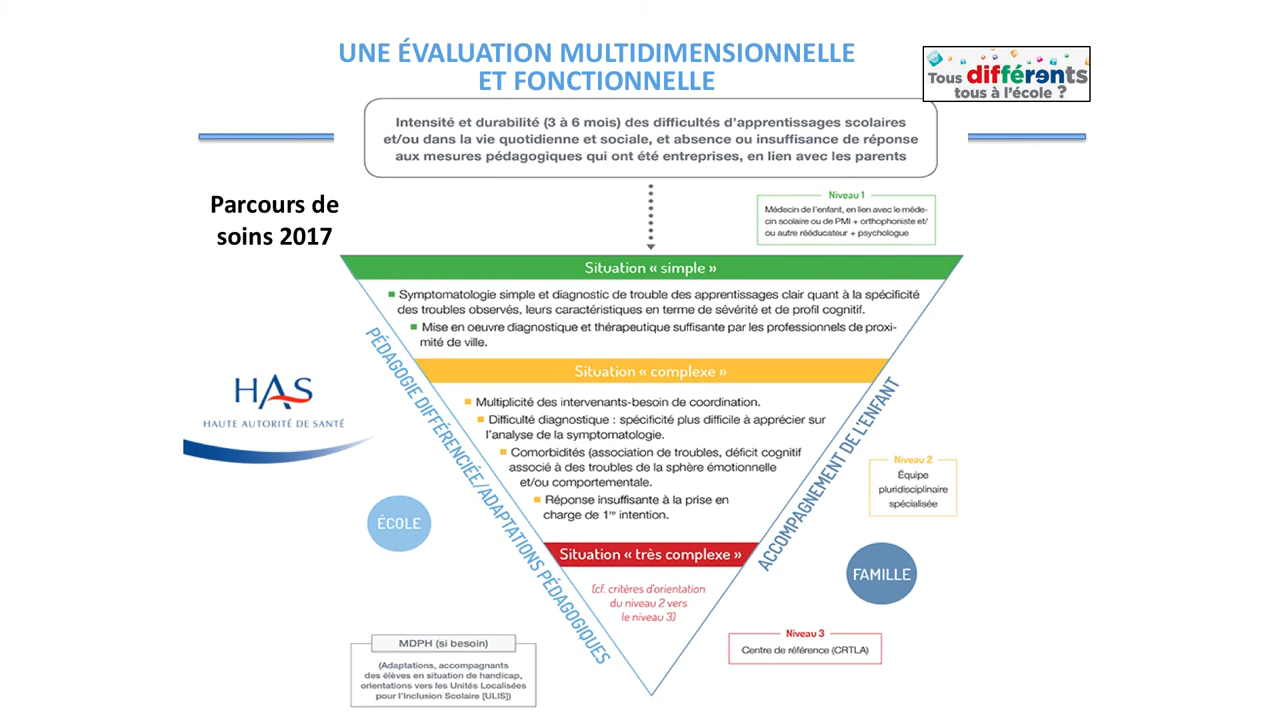 UNE ÉVALUATION MULTIDIMENSIONNELLE
ET FONCTIONNELLE
Tous différents
tous à l'école ?
Intensité et durabilité (3 à 6 mois) des difficultés d'apprentissages scolaires
et/ou dans la vie quotidienne et sociale, et absence ou insuffisance de réponse
aux mesures pédagogiques qui ont été entreprises, en lien avec les parents
Parcours de
soins 2017
Niveau 1
Médecin de l'enfant, en lien avec le méde-
cin scolaire ou de PMI + orthophoniste et/
ou autre rééducateur + psychologue
Situation « simple »
Symptomatologie simple et diagnostic de trouble des apprentissages clair quant à la spécificité
des troubles observés, leurs caractéristiques en terme de sévérité et de profil cognitif.
Mise en oeuvre diagnostique et thérapeutique suffisante par les professionnels de proxi-
mité de ville.
PÉDAGOGIE DIFFÉRENCIÉE/ADAPTATIONS PÉDAGOGIQUES
Situation « complexe »
Multiplicité des intervenants-besoin de coordination.
Difficulté diagnostique : spécificité plus difficile à apprécier sur
l'analyse de la symptomatologie.
Comorbidités (association de troubles, déficit cognitif
associé à des troubles de la sphère émotionnelle
et/ou comportementale.
Réponse insuffisante à la prise en
charge de 1re intention.
ACCOMPAGNEMENT DE L'ENFANT
HAS
HAUTE AUTORITÉ DE SANTÉ
Niveau 2
Équipe
pluridisciplinaire
spécialisée
ÉCOLE
Situation « très complexe »
(cf. critères d'orientation
du niveau 2 vers
le niveau 3)
FAMILLE
Niveau 3
Centre de référence (CRTLA)
MDPH (si besoin)
(Adaptations, accompagnants
des élèves en situation de handicap,
orientations vers les Unités Localisées
pour l'Inclusion Scolaire [ULIS])